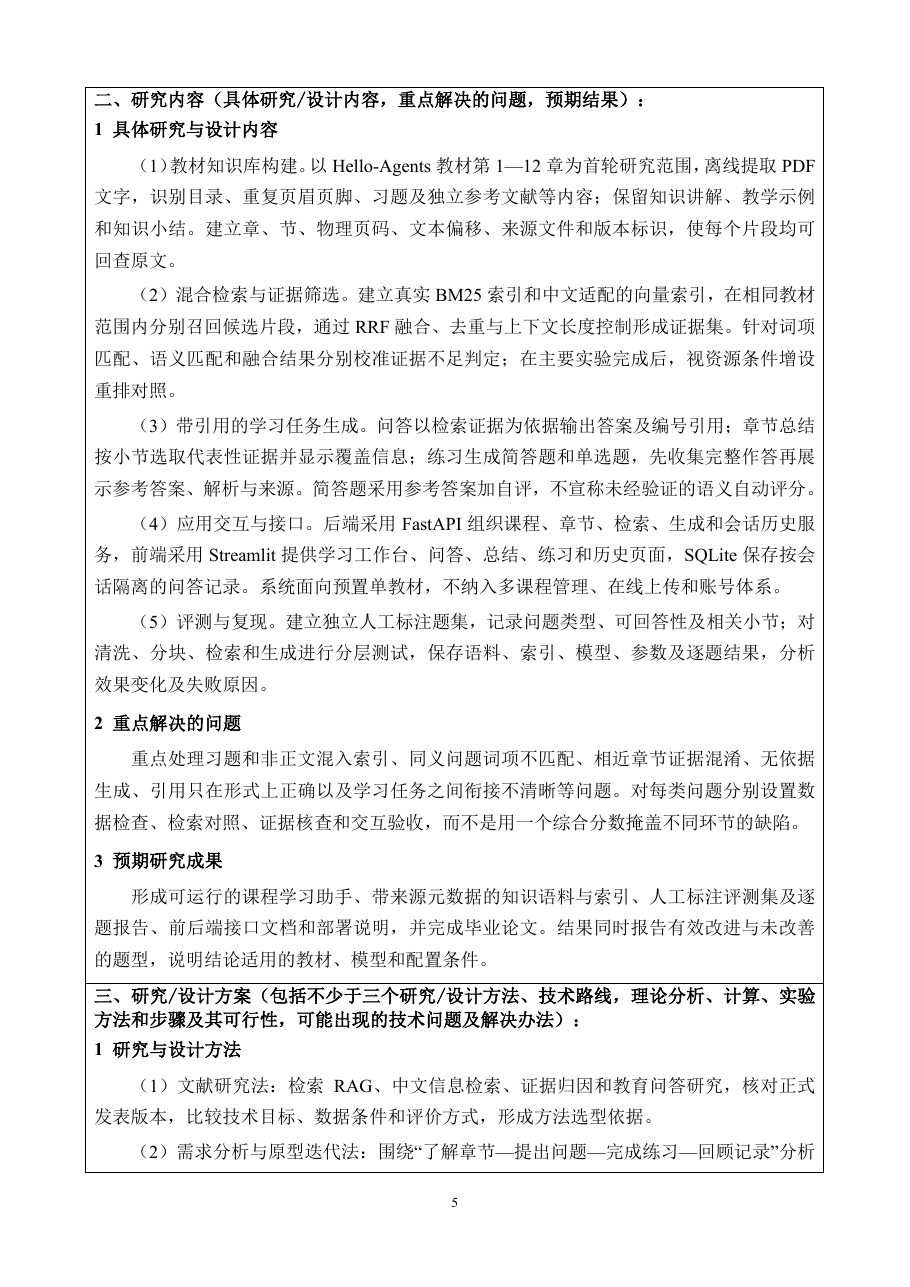 二、研究内容（具体研究/设计内容，重点解决的问题，预期结果）：
1 具体研究与设计内容
（1）教材知识库构建。以 Hello-Agents 教材第 1—12 章为首轮研究范围，离线提取 PDF
文字，识别目录、重复页眉页脚、习题及独立参考文献等内容；保留知识讲解、教学示例
和知识小结。建立章、节、物理页码、文本偏移、来源文件和版本标识，使每个片段均可
回查原文。
（2）混合检索与证据筛选。建立真实 BM25 索引和中文适配的向量索引，在相同教材
范围内分别召回候选片段，通过 RRF 融合、去重与上下文长度控制形成证据集。针对词项
匹配、语义匹配和融合结果分别校准证据不足判定；在主要实验完成后，视资源条件增设
重排对照。
（3）带引用的学习任务生成。问答以检索证据为依据输出答案及编号引用；章节总结
按小节选取代表性证据并显示覆盖信息；练习生成简答题和单选题，先收集完整作答再展
示参考答案、解析与来源。简答题采用参考答案加自评，不宣称未经验证的语义自动评分。
（4）应用交互与接口。后端采用 FastAPI 组织课程、章节、检索、生成和会话历史服
务，前端采用 Streamlit 提供学习工作台、问答、总结、练习和历史页面，SQLite 保存按会
话隔离的问答记录。系统面向预置单教材，不纳入多课程管理、在线上传和账号体系。
（5）评测与复现。建立独立人工标注题集，记录问题类型、可回答性及相关小节；对
清洗、分块、检索和生成进行分层测试，保存语料、索引、模型、参数及逐题结果，分析
效果变化及失败原因。
2 重点解决的问题
重点处理习题和非正文混入索引、同义问题词项不匹配、相近章节证据混淆、无依据
生成、引用只在形式上正确以及学习任务之间衔接不清晰等问题。对每类问题分别设置数
据检查、检索对照、证据核查和交互验收，而不是用一个综合分数掩盖不同环节的缺陷。
3 预期研究成果
形成可运行的课程学习助手、带来源元数据的知识语料与索引、人工标注评测集及逐
题报告、前后端接口文档和部署说明，并完成毕业论文。结果同时报告有效改进与未改善
的题型，说明结论适用的教材、模型和配置条件。
三、研究/设计方案（包括不少于三个研究/设计方法、技术路线，理论分析、计算、实验
方法和步骤及其可行性，可能出现的技术问题及解决办法）：
1 研究与设计方法
（1）文献研究法：检索 RAG、中文信息检索、证据归因和教育问答研究，核对正式
发表版本，比较技术目标、数据条件和评价方式，形成方法选型依据。
（2）需求分析与原型迭代法：围绕“了解章节—提出问题—完成练习—回顾记录”分析
5